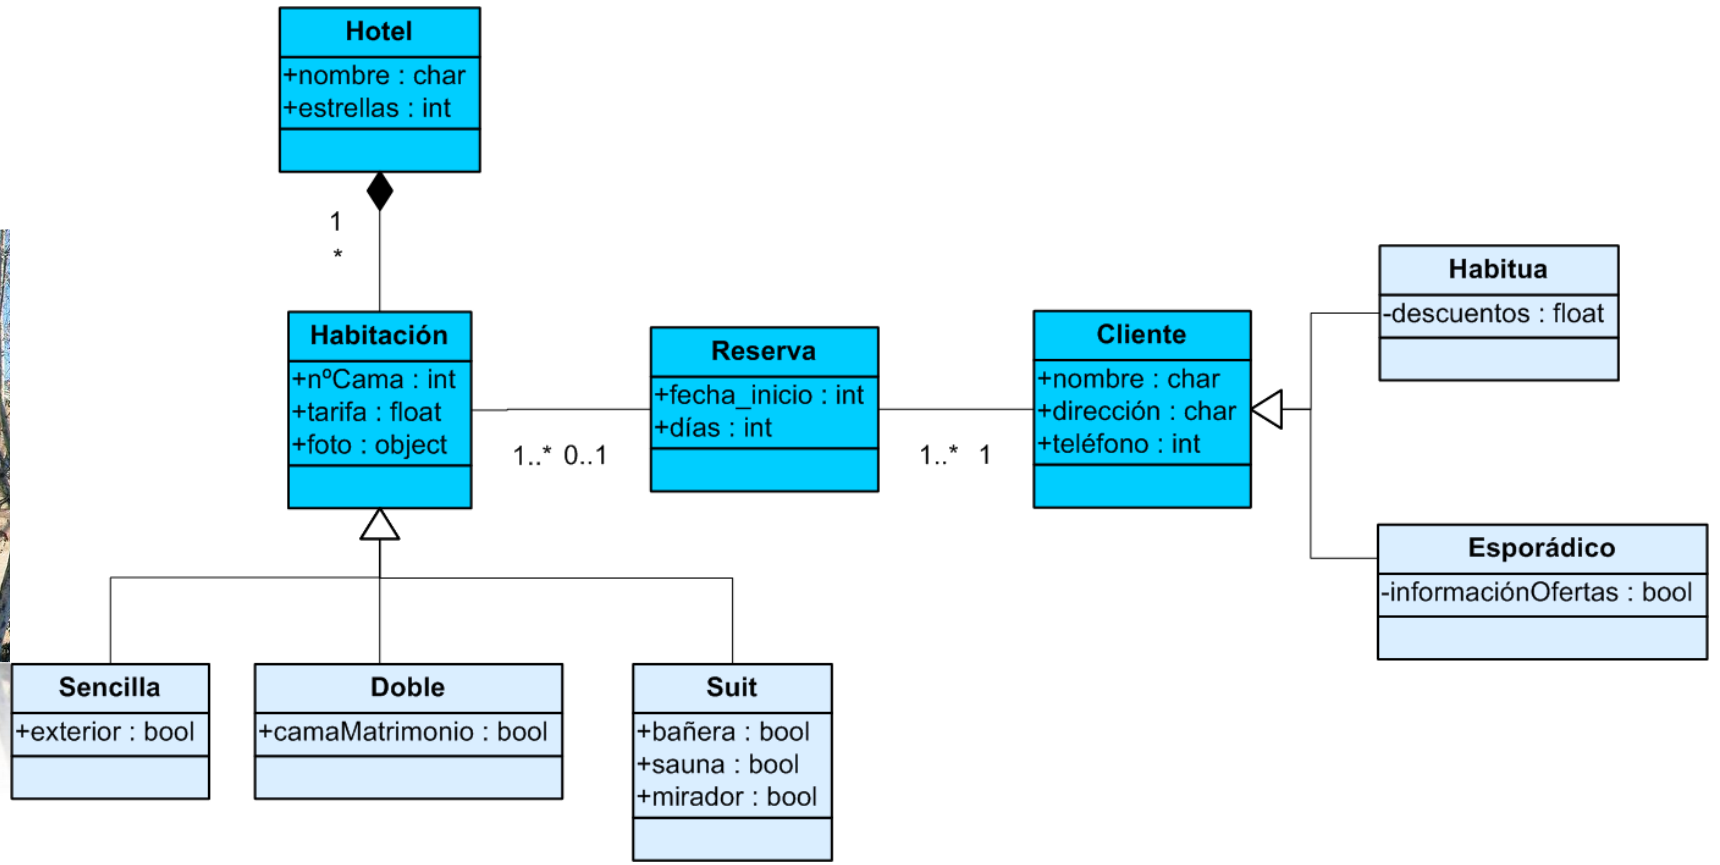 Hotel
+nombre : char
+estrellas : int
1
*
Habitación
+nºCama : int
+tarifa : float
+foto : object
1..* 0..1
Reserva
+fecha_inicio : int
+días : int
1..* 1
Cliente
+nombre : char
+dirección : char
+teléfono : int
Habitua
-descuentos : float
Esporádico
-informaciónOfertas : bool
Sencilla
+exterior : bool
Doble
+camaMatrimonio : bool
Suit
+bañera : bool
+sauna : bool
+mirador : bool